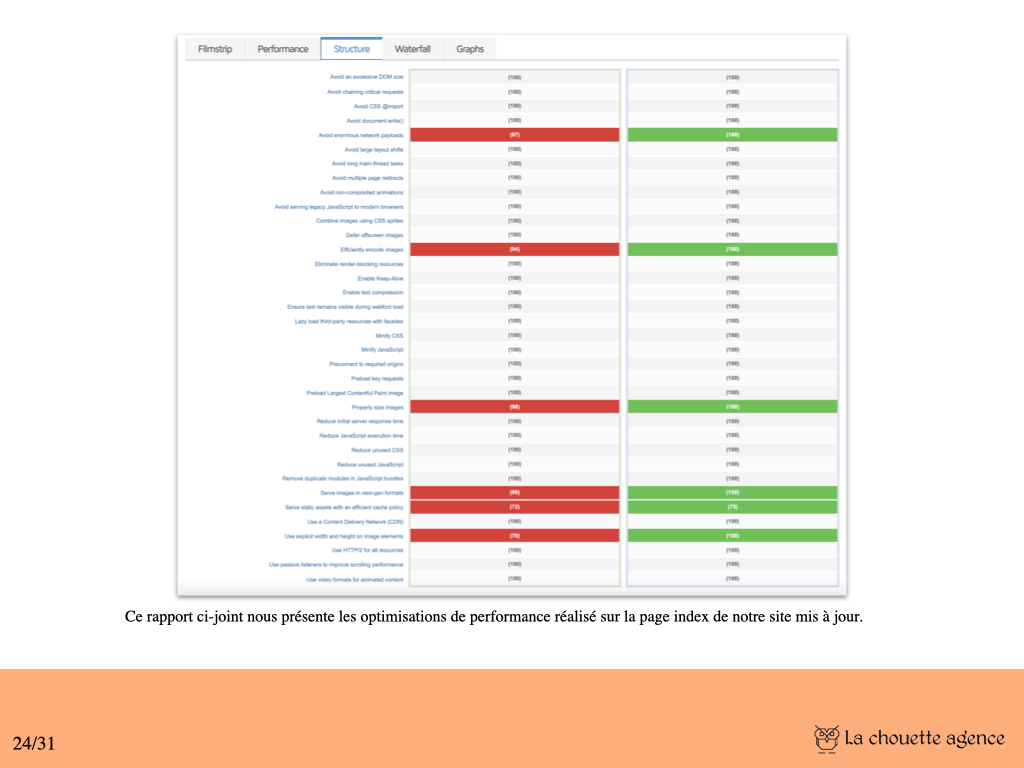 Filmstrip Performance Structure Waterfall Graphs
Avoid an excessive DOM size (100) (100)
Avoid chaining critical requests (100) (100)
Avoid CSS @import (100) (100)
Avoid document.write() (100) (100)
Avoid enormous network payloads (67) (100)
Avoid large layout shifts (100) (100)
Avoid long main-thread tasks (100) (100)
Avoid multiple page redirects (100) (100)
Avoid non-composited animations (100) (100)
Avoid serving legacy JavaScript to modern browsers (100) (100)
Combine images using CSS sprites (100) (100)
Defer offscreen images (100) (100)
Efficiently encode images (94) (100)
Eliminate render-blocking resources (100) (100)
Enable Keep-Alive (100) (100)
Enable text compression (100) (100)
Ensure text remains visible during webfont load (100) (100)
Lazy load third-party resources with facades (100) (100)
Minify CSS (100) (100)
Minify JavaScript (100) (100)
Preconnect to required origins (100) (100)
Preload key requests (100) (100)
Preload Largest Contentful Paint image (100) (100)
Properly size images (100)
Reduce initial server response time (100) (100)
Reduce JavaScript execution time (100) (100)
Reduce unused CSS (100) (100)
Reduce unused JavaScript (100) (100)
Remove duplicate modules in JavaScript bundles (100) (100)
Serve images in next-gen formats (100)
Serve static assets with an efficient cache policy (72)
Use a Content Delivery Network (CDN) (100) (100)
Use explicit width and height on image elements (70) (100)
Use HTTP/2 for all resources (100) (100)
Use passive listeners to improve scrolling performance (100) (100)
Use video formats for animated content (100) (100)
Ce rapport ci-joint nous présente les optimisations de performance réalisé sur la page index de notre site mis à jour.
24/31
La chouette agence